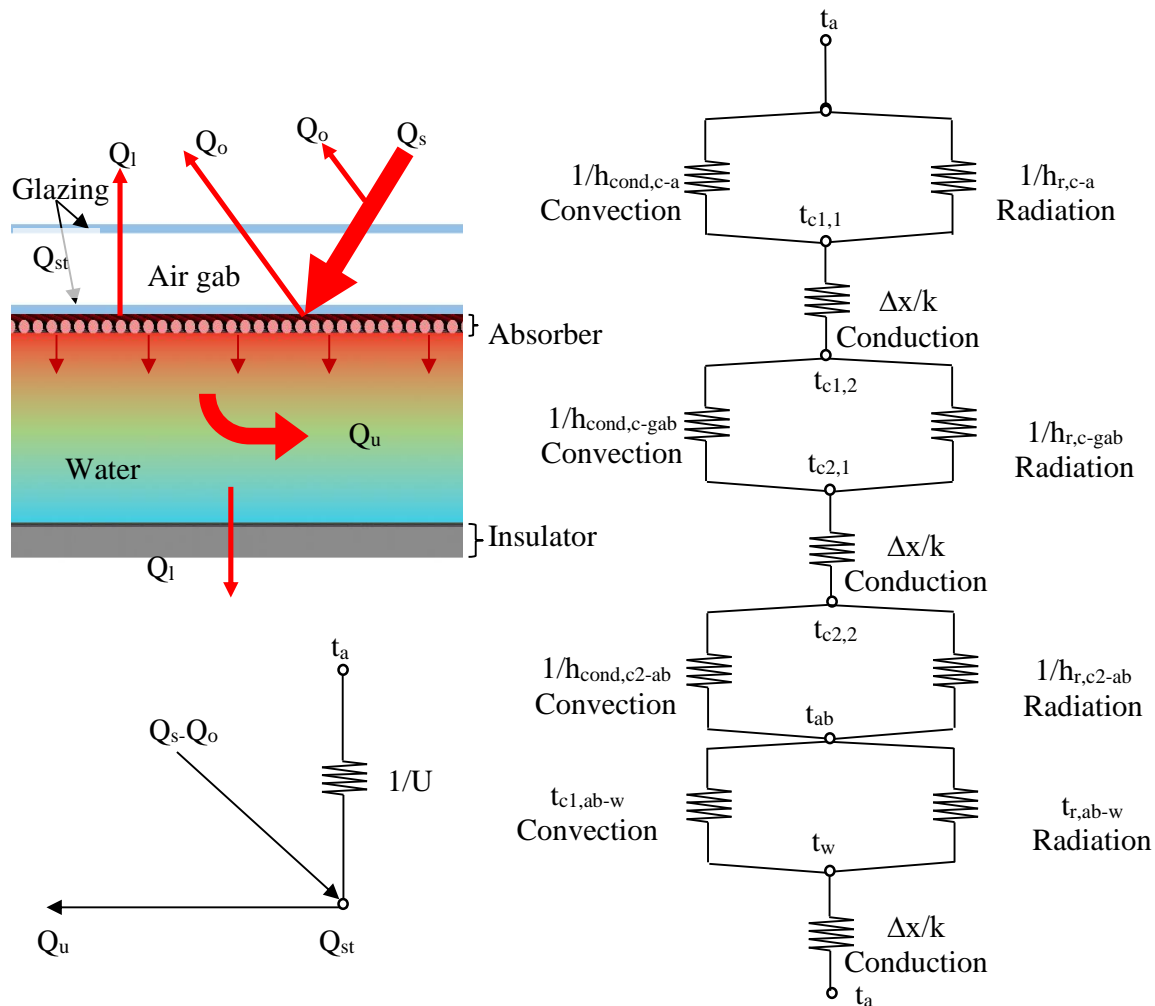 Qs
Qo
Qo
Ql
Glazing
Qst
Air gab
Absorber
Qu
Water
Insulator
Ql
ta
Qs-Qo
1/U
Qu
Qst
ta
1/hcond,c-a
Convection
1/hr,c-a
Radiation
tc1,1
Δx/k
Conduction
tc1,2
1/hcond,c-gab
Convection
1/hr,c-gab
Radiation
tc2,1
Δx/k
Conduction
tc2,2
1/hcond,c2-ab
Convection
1/hr,c2-ab
Radiation
tab
tc1,ab-w
Convection
tr,ab-w
Radiation
tw
Δx/k
Conduction
ta